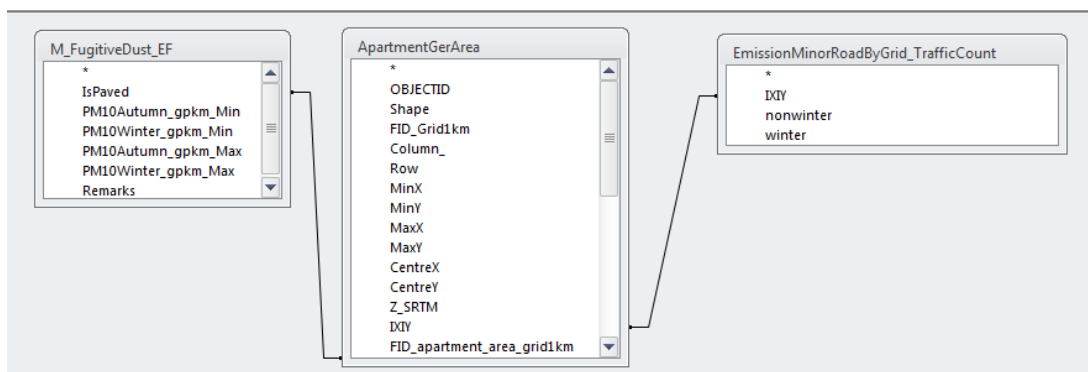 M_FugitiveDust_EF
*
IsPaved
PM10Autumn_gpkm_Min
PM10Winter_gpkm_Min
PM10Autumn_gpkm_Max
PM10Winter_gpkm_Max
Remarks
ApartmentGerArea
*
OBJECTID
Shape
FID_Grid1km
Column_
Row
MinX
MinY
MaxX
MaxY
CentreX
CentreY
Z_SRTM
IXIY
FID_apartment_area_grid1km
EmissionMinorRoadByGrid_TrafficCount
*
IXIY
nonwinter
winter